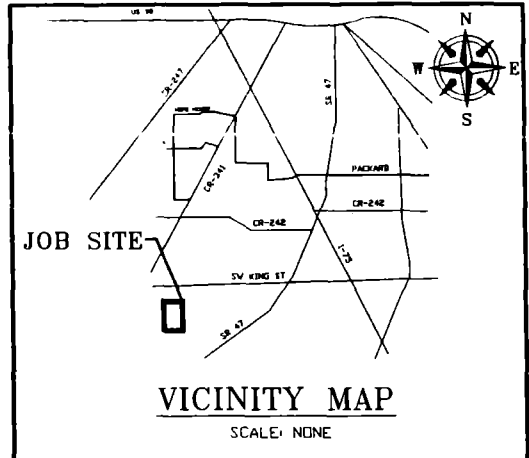 US 90
N
CR-247
SR 47
W
E
S
CR-241
PACKARD
CR-242
CR-242
JOB SITE
I-75
SW KING ST
SR 47
VICINITY MAP
SCALE: NONE